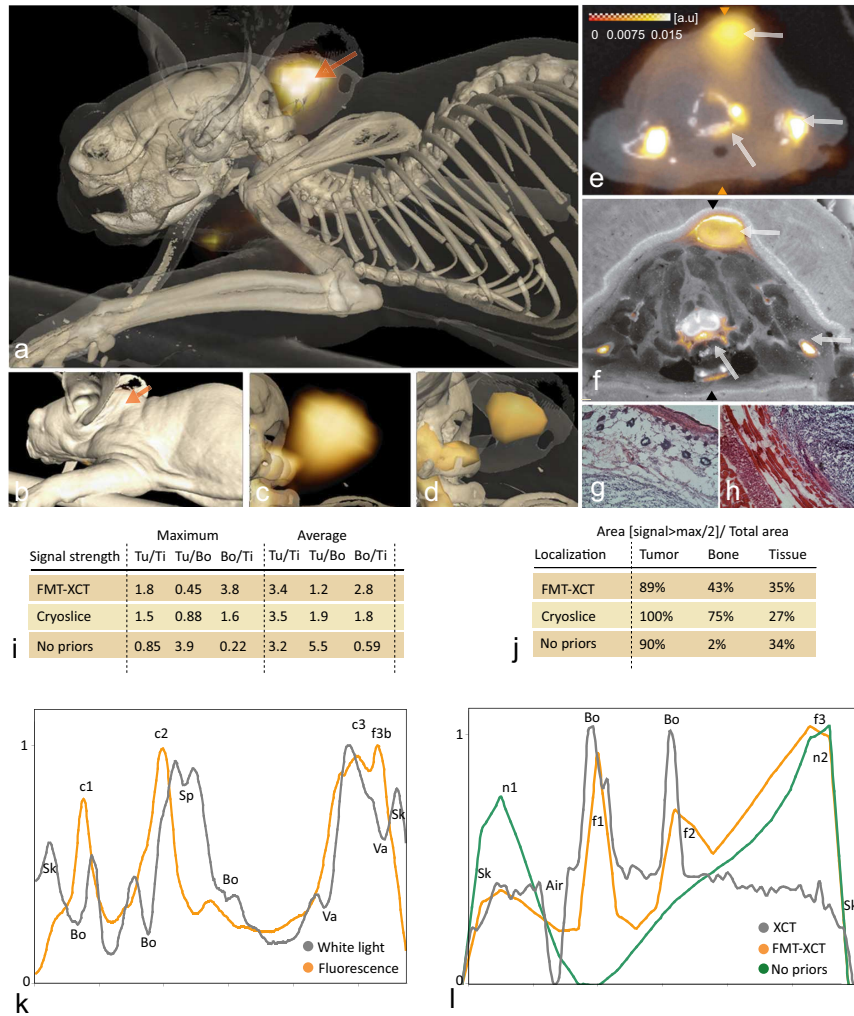 [a.u]
0 0.0075 0.015
e
a
f
b
c
d
g
h
Maximum Average
Signal strength Tu/Ti Tu/Bo Bo/Ti Tu/Ti Tu/Bo Bo/Ti
FMT-XCT 1.8 0.45 3.8 3.4 1.2 2.8
Cryoslice 1.5 0.88 1.6 3.5 1.9 1.8
No priors 0.85 3.9 0.22 3.2 5.5 0.59
i
Area [signal>max/2]/ Total area
Localization Tumor Bone Tissue
FMT-XCT 89% 43% 35%
Cryoslice 100% 75% 27%
No priors 90% 2% 34%
j
1
c1
c2
c3
f3b
Sk
Sp
Sk
Va
Bo
Bo
Bo
Va
White light
Fluorescence
0
k
1
Bo
Bo
f3
n2
n1
f1
f2
Sk
Air
Sk
XCT
FMT-XCT
No priors
0
l